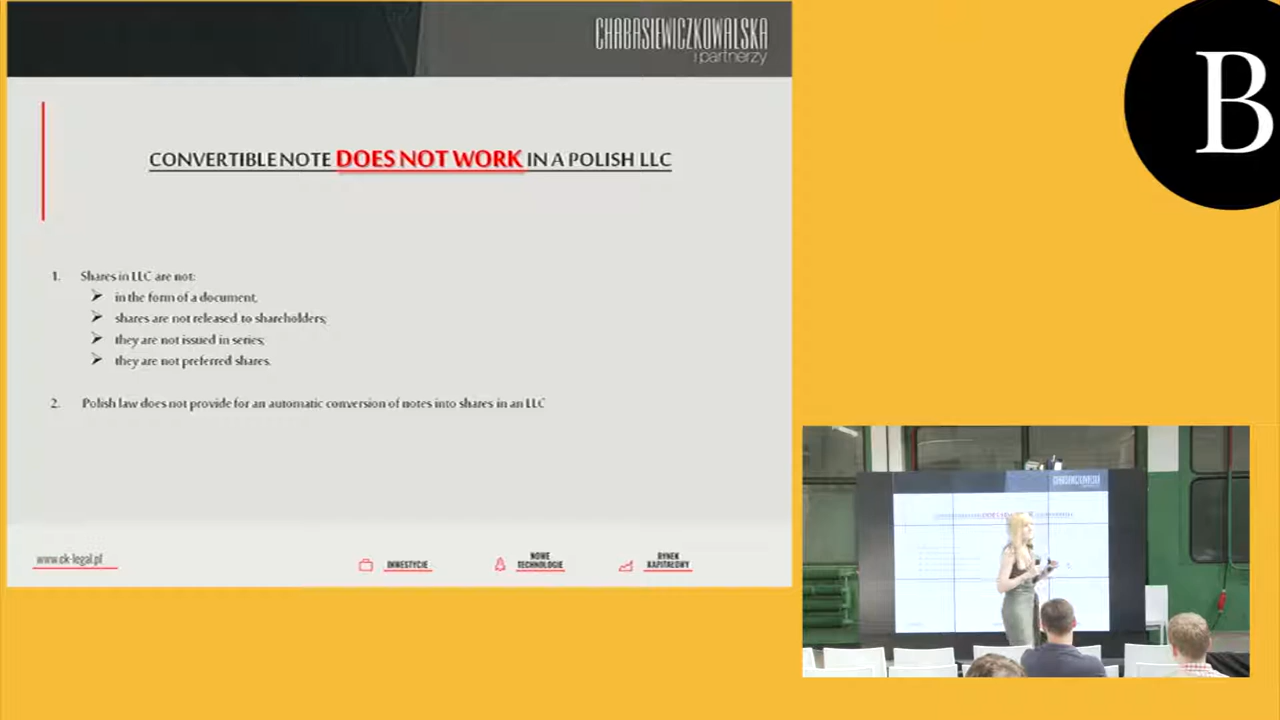 CHABASIEWICZKOWALSKA
i partnerzy
B
CONVERTIBLE NOTE DOES NOT WORK IN A POLISH LLC
1. Shares in LLC are not:
in the form of a document,
shares are not released to shareholders;
they are not issued in series;
they are not preferred shares.
2. Polish law does not provide for an automatic conversion of notes into shares in an LLC
www.ck-legal.pl
INWESTYCJE
NOWE
TECHNOLOGIE
RYNEK
KAPITAŁOWY